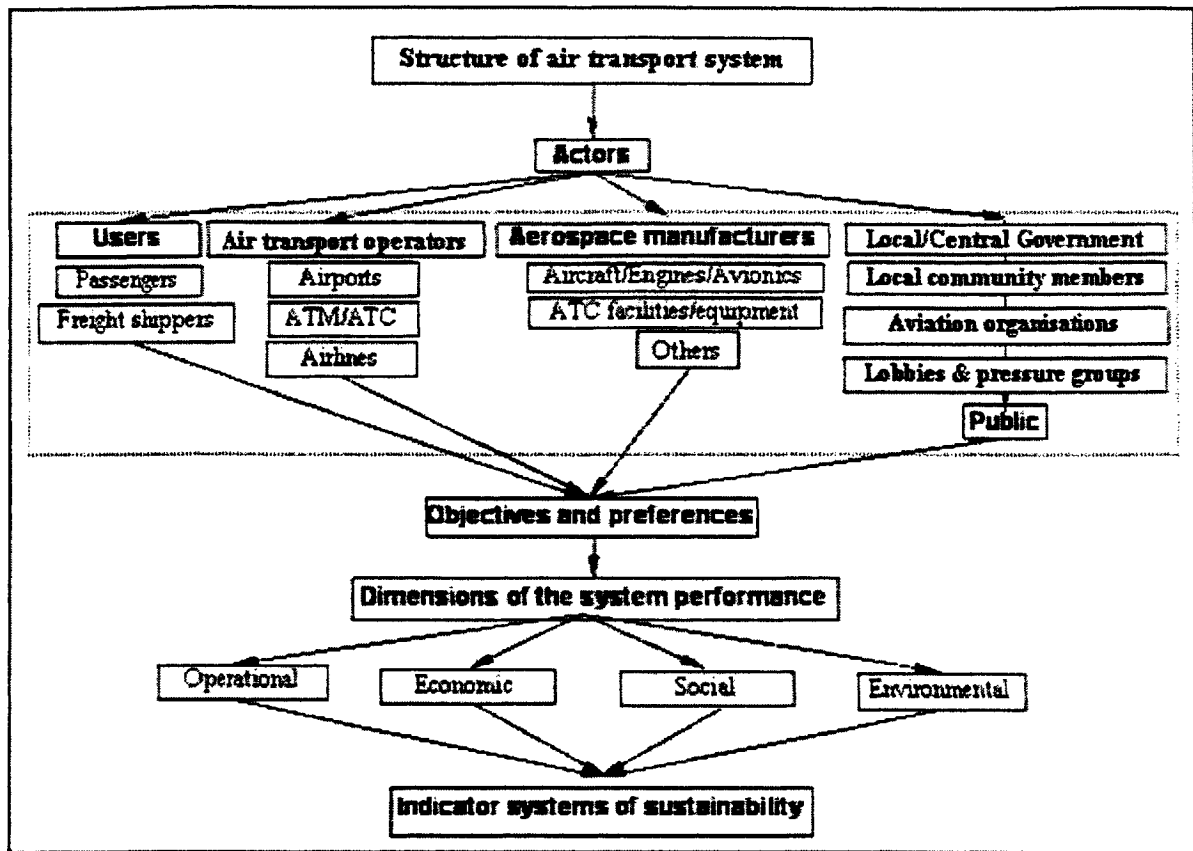 Structure of air transport system
Actors
Users
Passengers
Freight shippers
Air transport operators
Airports
ATM/ATC
Airlines
Aerospace manufacturers
Aircraft/Engines/Avionics
ATC facilities/equipment
Others
Local/Central Government
Local community members
Aviation organisations
Lobbies & pressure groups
Public
Objectives and preferences
Dimensions of the system performance
Operational
Economic
Social
Environmental
Indicator systems of sustainability